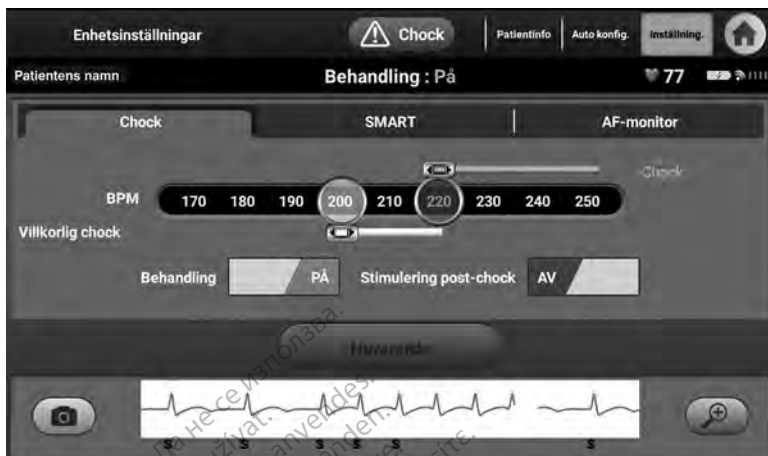 Enhetsinställningar
Chock
Patientinfo
Auto konfig.
Inställning.
Patientens namn
Behandling : På
77
Chock
SMART
AF-monitor
Chock
BPM 170 180 190 200 210 220 230 240 250
Villkorlig chock
Behandling PÅ Stimulering post-chock AV
Nuvarande
S S S S S S